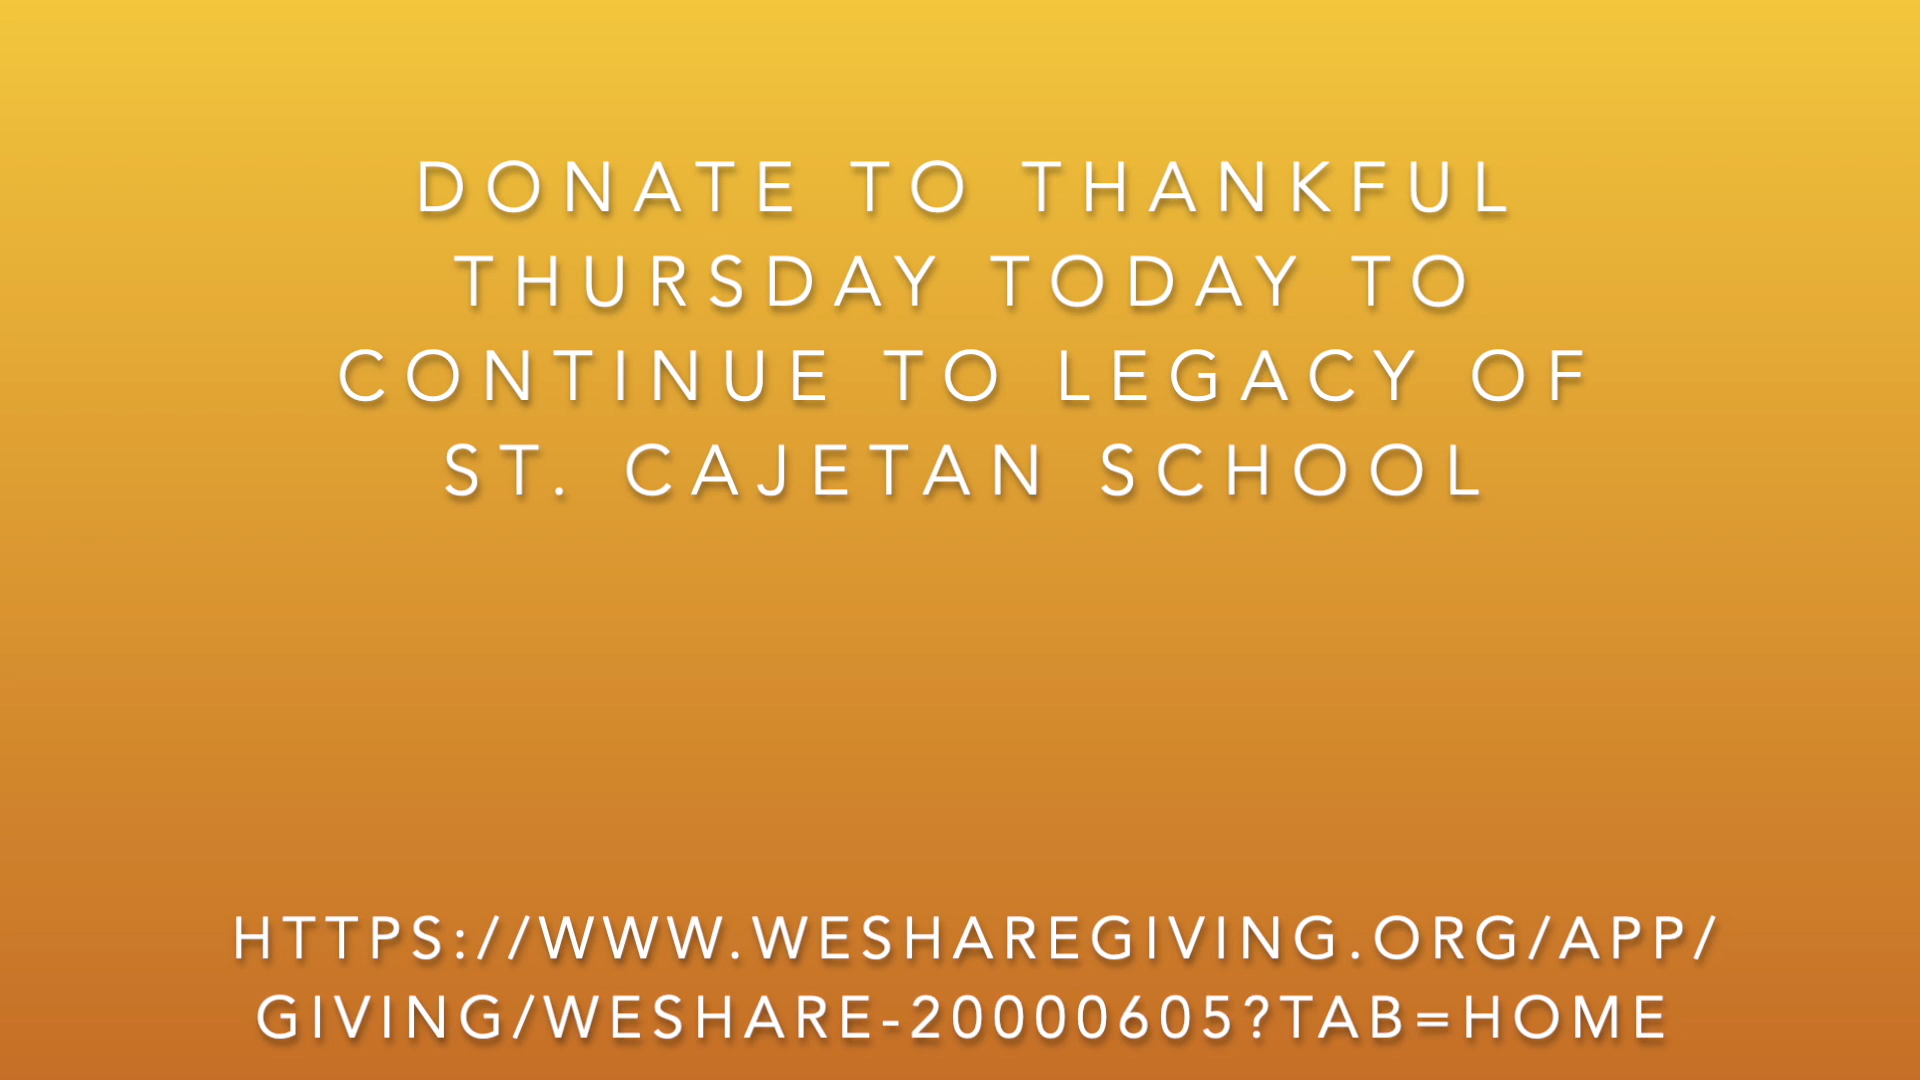 DONATE TO THANKFUL
THURSDAY TODAY TO
CONTINUE TO LEGACY OF
ST. CAJETAN SCHOOL
HTTPS://WWW.WESHAREGIVING.ORG/APP/
GIVING/WESHARE-20000605?TAB=HOME